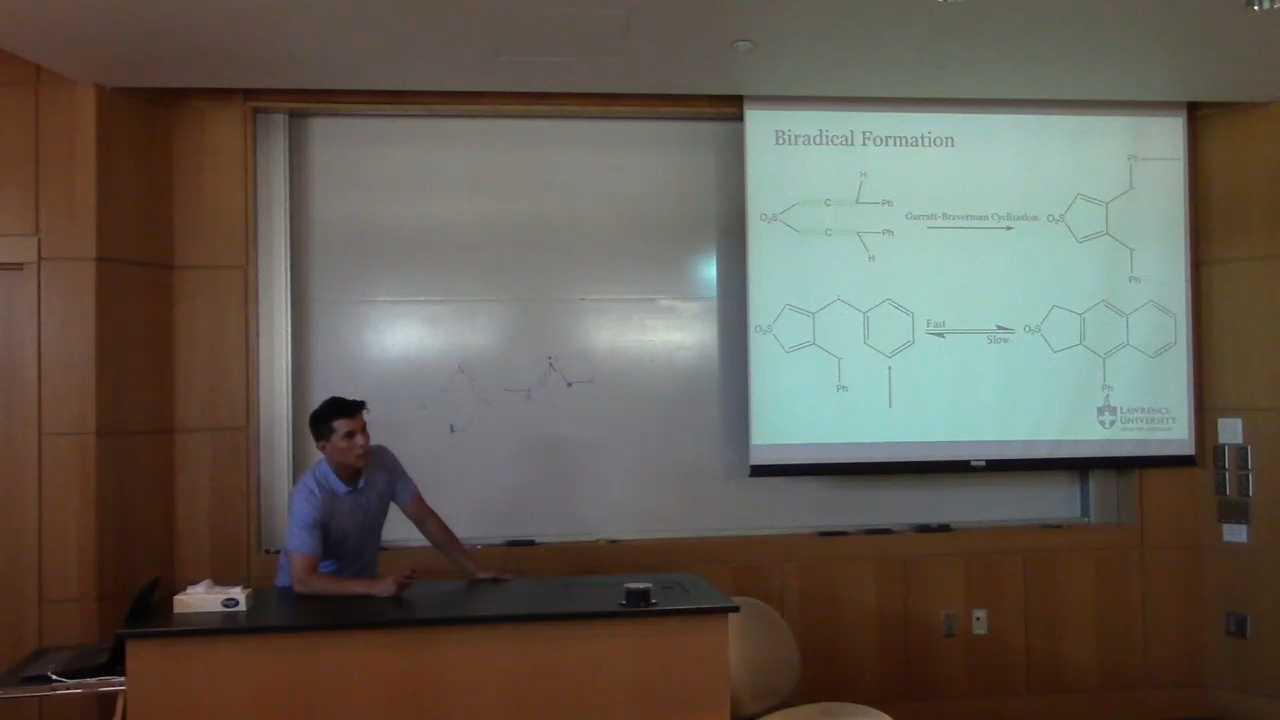 Biradical Formation
Ph
H
O₂S
C
Ph
Garratt-Braverman Cyclization
O₂S
C
Ph
H
Ph
O₂S
Fast
O₂S
Slow
Ph
Ph
LAWRENCE
UNIVERSITY